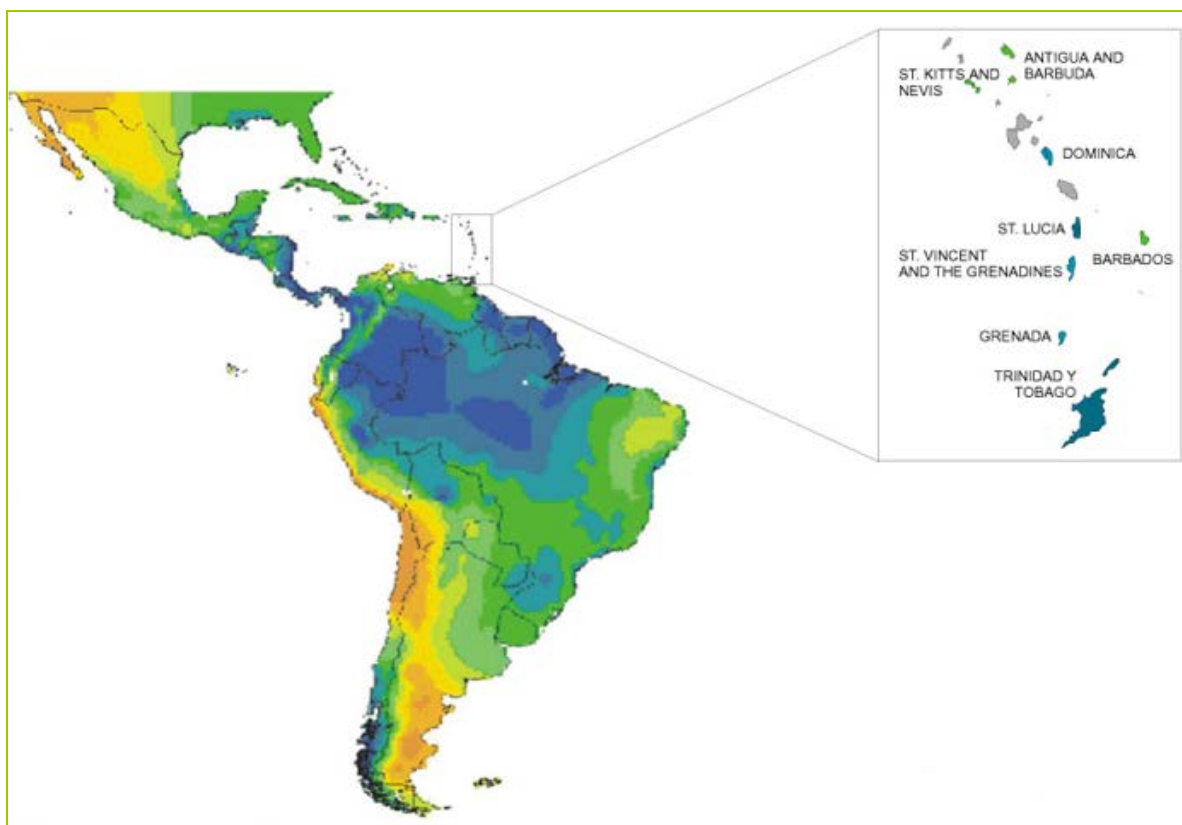 ANTIGUA AND
BARBUDA
ST. KITTS AND
NEVIS
DOMINICA
ST. LUCIA
ST. VINCENT
AND THE GRENADINES
BARBADOS
GRENADA
TRINIDAD Y
TOBAGO